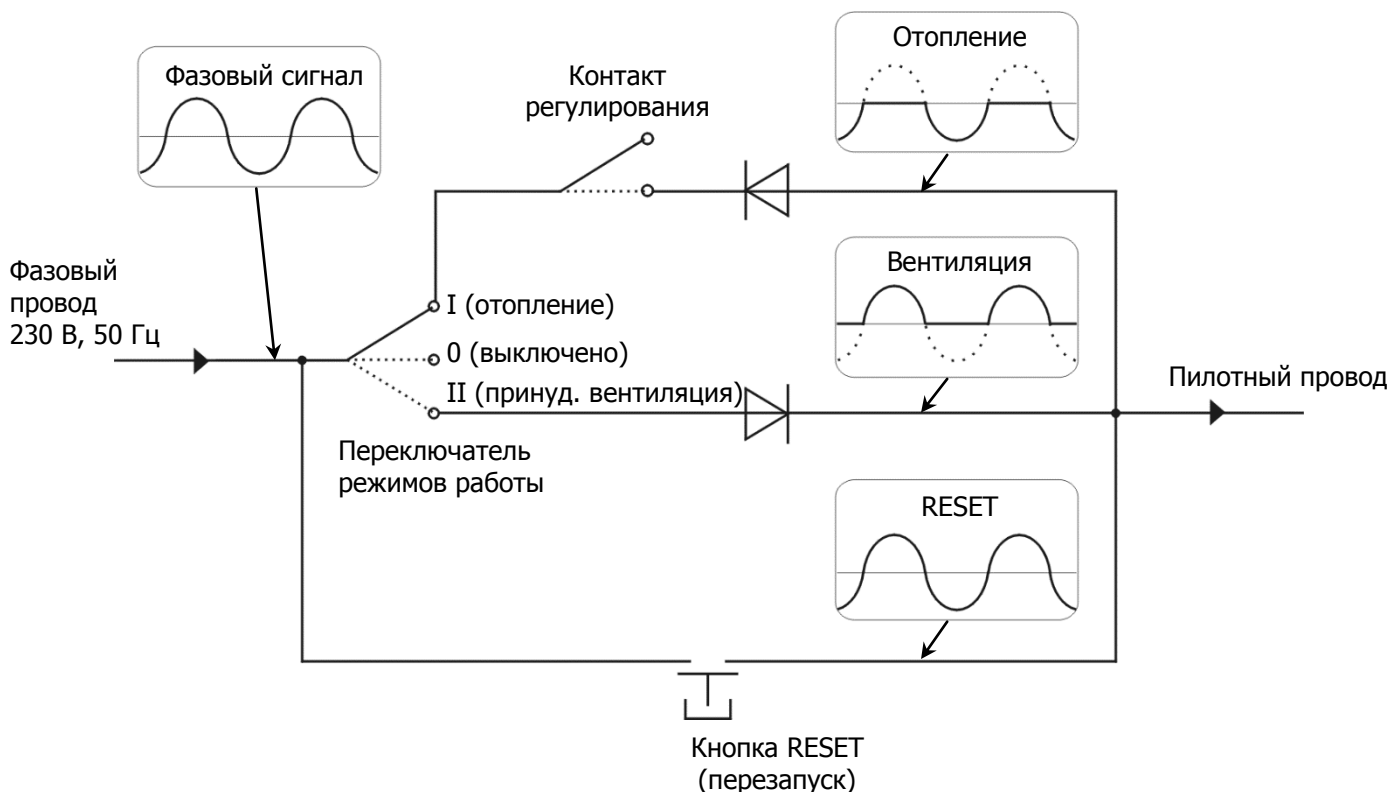 Фазовый сигнал
Контакт
регулирования
Отопление
Фазовый
провод
230 В, 50 Гц
I (отопление)
0 (выключено)
II (принуд. вентиляция)
Переключатель
режимов работы
Вентиляция
Пилотный провод
RESET
Кнопка RESET
(перезапуск)